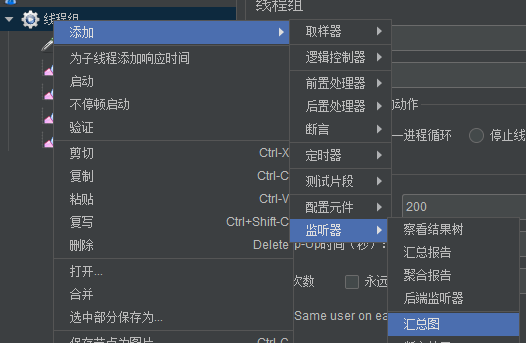 线程组
线程组
添加
为子线程添加响应时间
启动
不停顿启动
验证
剪切 Ctrl-X
复制 Ctrl-C
粘贴 Ctrl-V
复写 Ctrl+Shift-C
删除 Delete
打开...
合并
选中部分保存为...
保存节点为图片
取样器
逻辑控制器
前置处理器
后置处理器
断言
定时器
测试片段
配置元件
监听器
动作
一进程循环
停止线
200
p-Up时间（秒）:
次数
永远
Same user on ea
察看结果树
汇总报告
聚合报告
后端监听器
汇总图